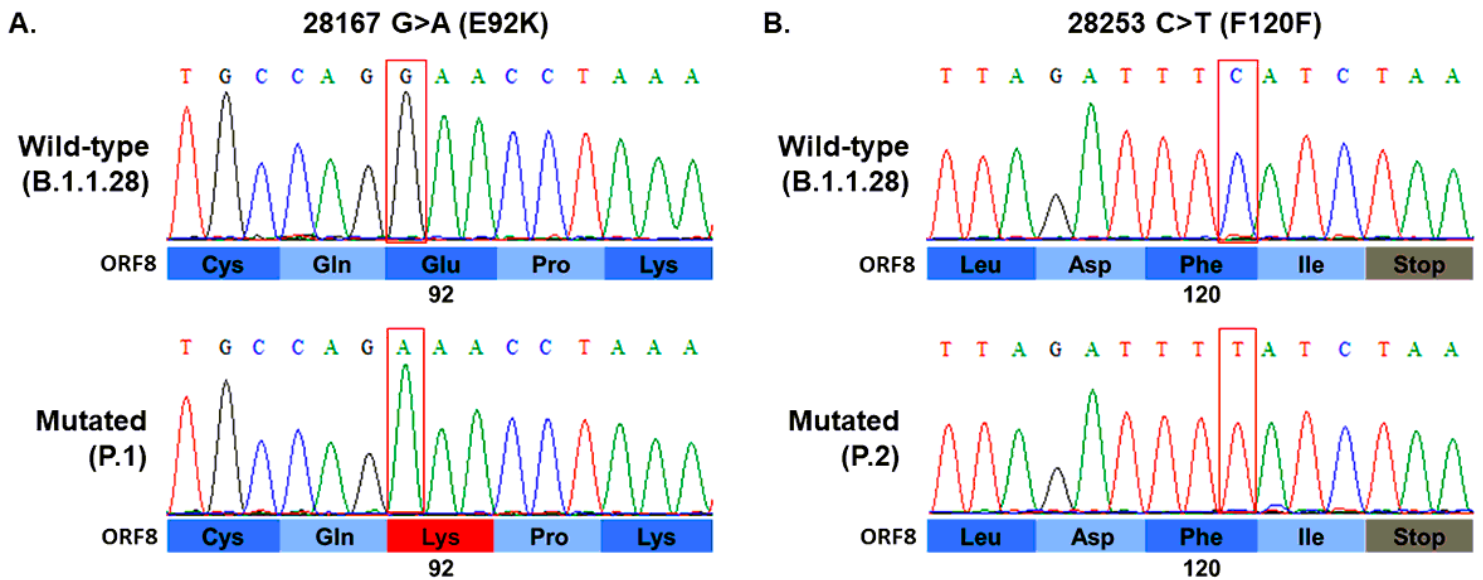 A.
28167 G>A (E92K)
T G C C A G G A A C C T A A A
Wild-type
(B.1.1.28)
ORF8 Cys Gln Glu Pro Lys
92
T G C C A G A A A C C T A A A
Mutated
(P.1)
ORF8 Cys Gln Lys Pro Lys
92
B.
28253 C>T (F120F)
T T A G A T T T C A T C T A A
Wild-type
(B.1.1.28)
ORF8 Leu Asp Phe Ile Stop
120
T T A G A T T T T A T C T A A
Mutated
(P.2)
ORF8 Leu Asp Phe Ile Stop
120